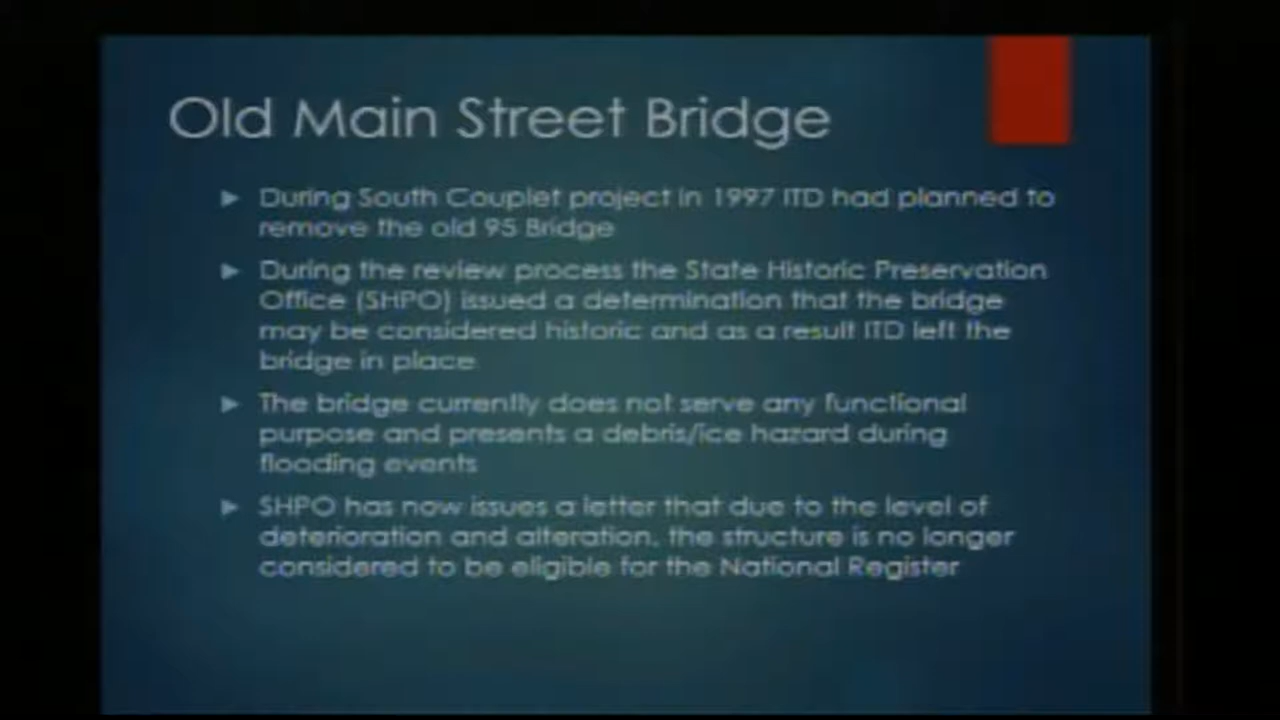 Old Main Street Bridge
During South Couplet project in 1997 ITD had planned to
remove the old 95 Bridge
During the review process the State Historic Preservation
Office (SHPO) issued a determination that the bridge
may be considered historic and as a result ITD left the
bridge in place
The bridge currently does not serve any functional
purpose and presents a debris/ice hazard during
flooding events
SHPO has now issues a letter that due to the level of
deterioration and alteration, the structure is no longer
considered to be eligible for the National Register